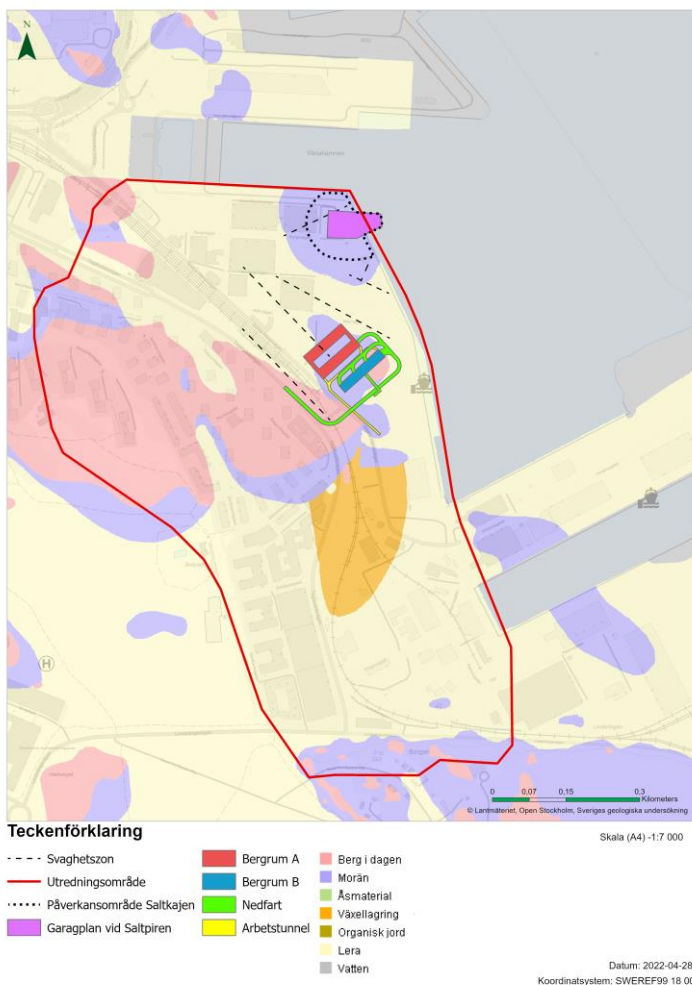 N
Värtahamnen
H
0 0,07 0,15 0,3
Kilometers
© Lantmäteriet, Open Stockholm, Sveriges geologiska undersökning
Teckenförklaring
Skala (A4) -1:7 000
Svaghetszon
Utredningsområde
Påverkansområde Saltkajen
Garagplan vid Saltpiren
Bergrum A
Bergrum B
Nedfart
Arbetstunnel
Berg i dagen
Morän
Åsmaterial
Växellagring
Organisk jord
Lera
Vatten
Datum: 2022-04-28
Koordinatsystem: SWEREF99 18 00